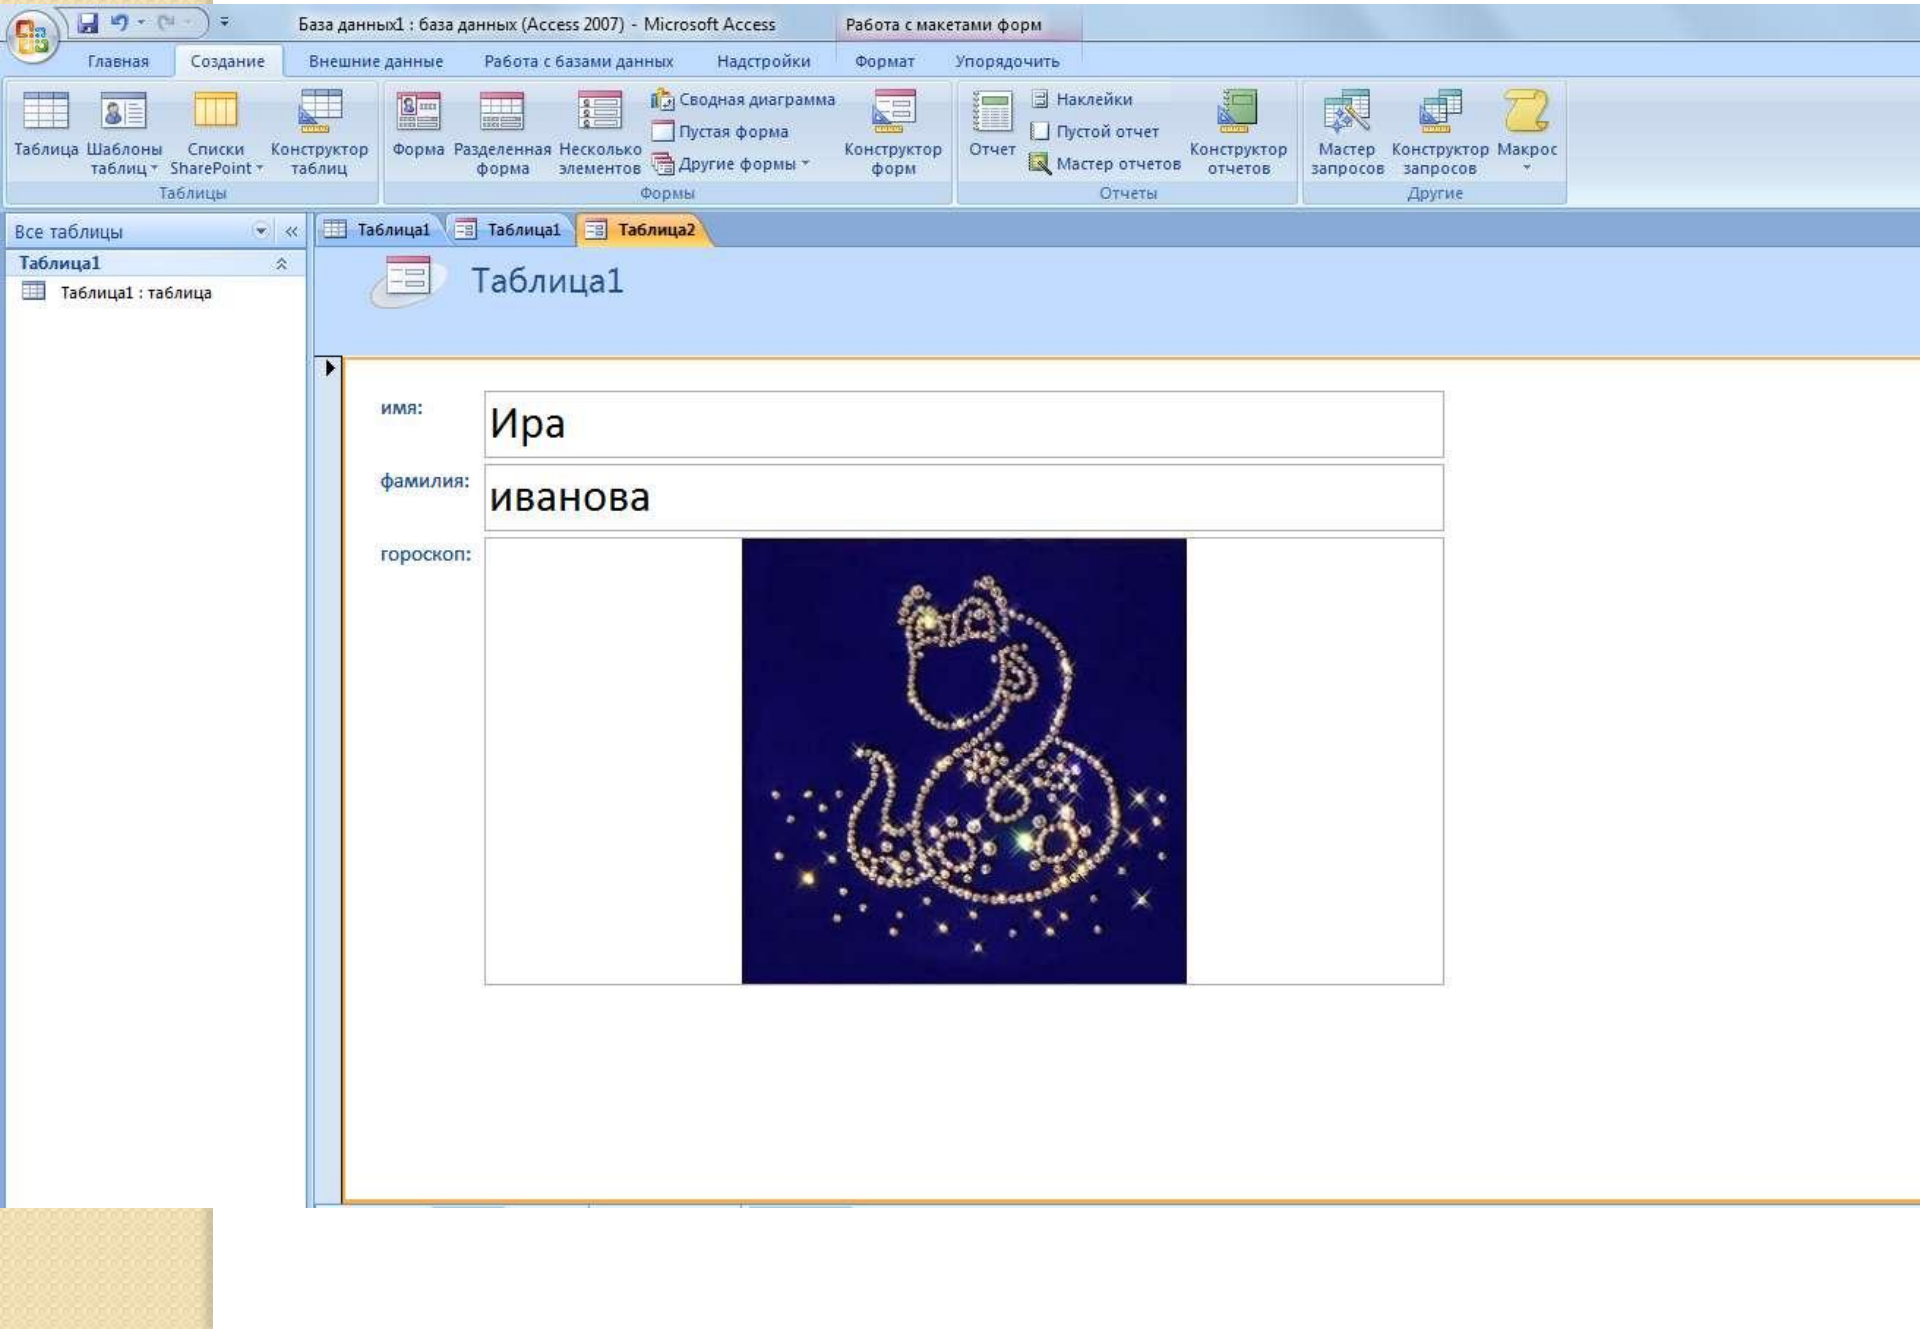 База данных1 : база данных (Access 2007) - Microsoft Access Работа с макетами форм
Главная Создание Внешние данные Работа с базами данных Надстройки Формат Упорядочить
Таблица
Шаблоны таблиц
Списки SharePoint
Конструктор таблиц
Таблицы
Форма
Разделенная форма
Несколько элементов
Сводная диаграмма
Пустая форма
Другие формы
Конструктор форм
Формы
Отчет
Наклейки
Пустой отчет
Мастер отчетов
Конструктор отчетов
Отчеты
Мастер запросов
Конструктор запросов
Макрос
Другие
Все таблицы
Таблица1
Таблица1 : таблица
Таблица1 Таблица1 Таблица2
Таблица1
имя: Ира
фамилия: иванова
гороскоп: